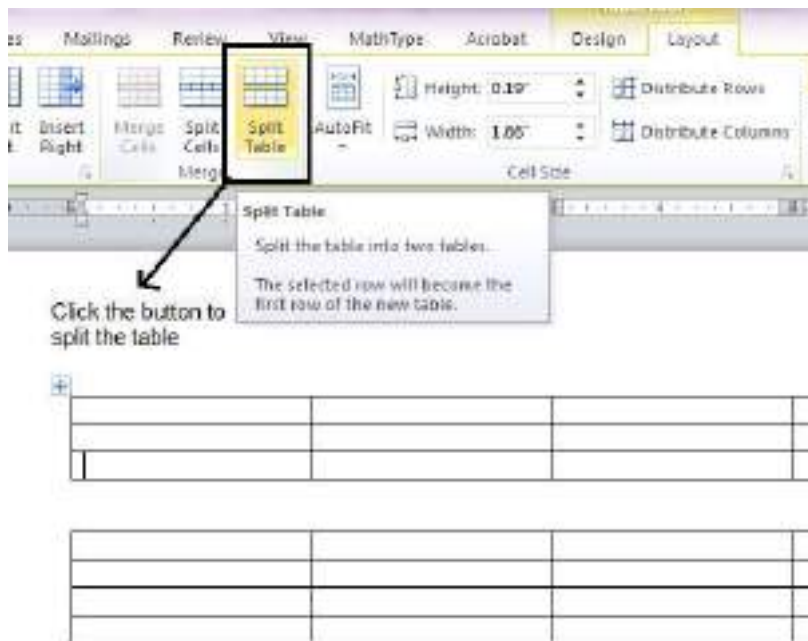 Mailings Review View MathType Acrobat Design Layout
Insert Right
Merge Cells
Split Cells
Split Table
AutoFit
Height: 0.19"
Width: 1.66"
Distribute Rows
Distribute Columns
Merge
Cell Size
Split Table
Split the table into two tables.
The selected row will become the
first row of the new table.
Click the button to
split the table